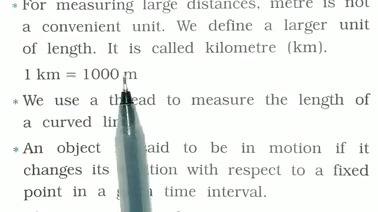 * For measuring large distances, metre is not
a convenient unit. We define a larger unit
of length. It is called kilometre (km).
1 km = 1000 m
* We use a thread to measure the length of
a curved
* An object said to be in motion if it
changes its with respect to a fixed
point in a time interval.